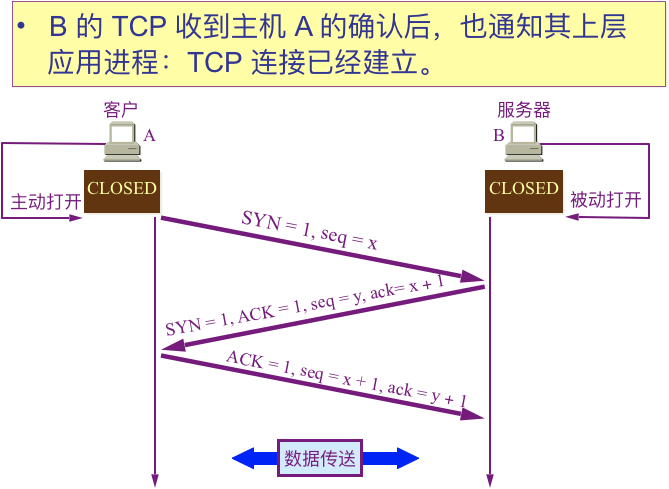 • B 的 TCP 收到主机 A 的确认后，也通知其上层
应用进程：TCP 连接已经建立。
客户
服务器
A
B
CLOSED
CLOSED
主动打开
被动打开
SYN = 1, seq = x
SYN = 1, ACK = 1, seq = y, ack= x + 1
ACK = 1, seq = x + 1, ack = y + 1
数据传送